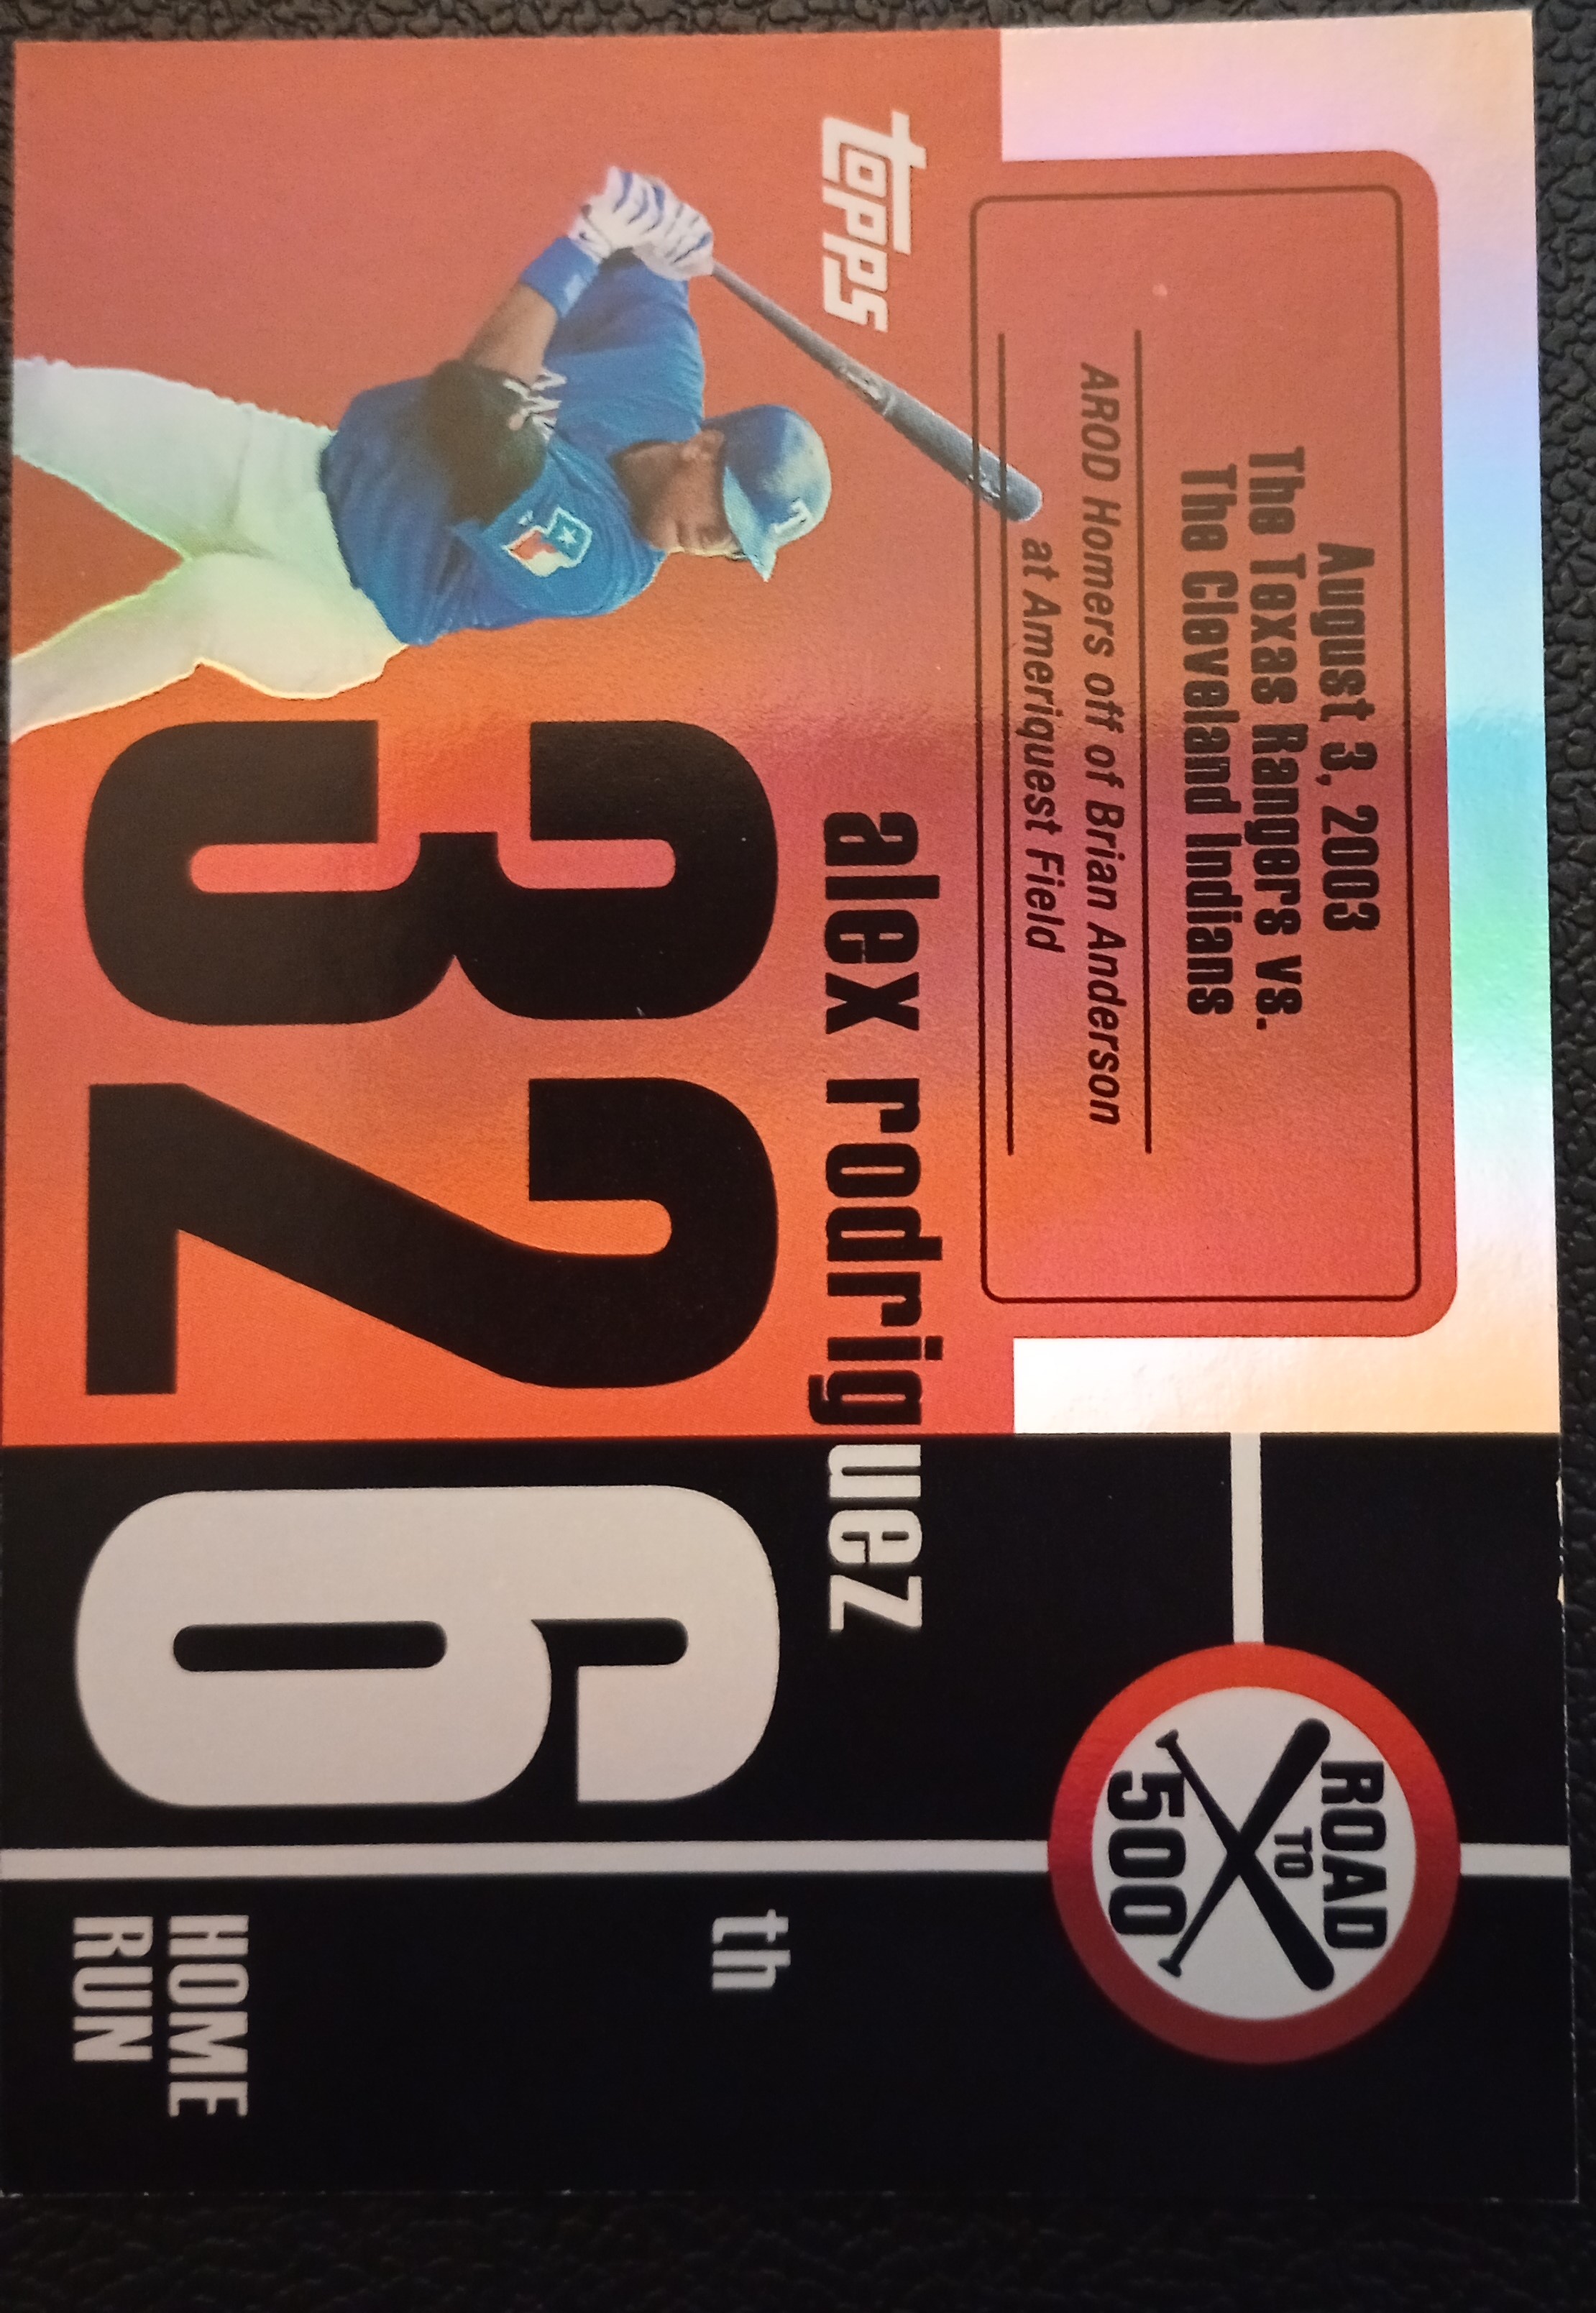 August 3, 2003
The Texas Rangers vs.
The Cleveland Indians
AROD Homers off of Brian Anderson
at Ameriquest Field
ROAD
TO
500
topps
alex rodriguez
326
th
HOME
RUN
T